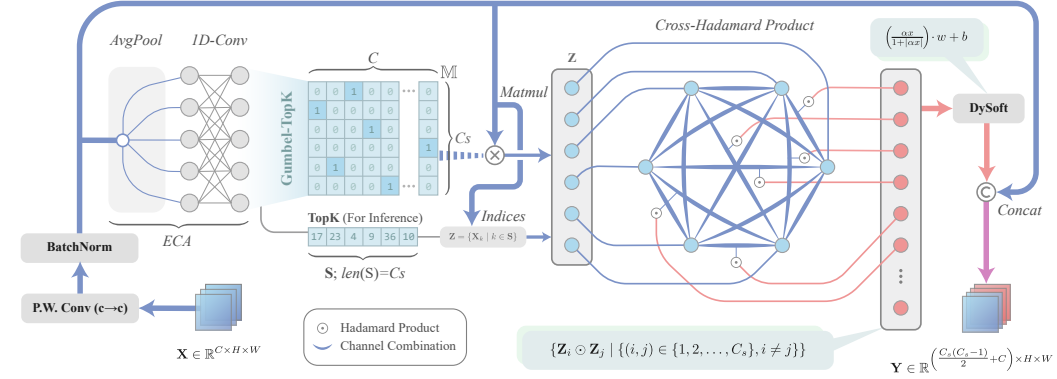 AvgPool
1D-Conv
ECA
BatchNorm
P.W. Conv (c→c)
X ∈ ℝ^{C×H×W}
Gumbel-TopK
C
𝕄
0 0 1 0 0 ··· 0
1 0 0 0 0 0
0 0 0 1 0 0
0 0 0 0 0 1
0 1 0 0 0 0
0 0 0 0 1 ··· 0
Cs
Matmul
TopK (For Inference)
17 23 4 9 36 10
S; len(S)=Cs
Indices
Z = {X_k | k ∈ S}
Hadamard Product
Channel Combination
Z
Cross-Hadamard Product
{Z_i ⊙ Z_j | {(i, j) ∈ {1, 2, . . . , C_s}, i ≠ j}}
(αx / 1+|αx|) · w + b
DySoft
C
Concat
Y ∈ ℝ^{(C_s(C_s−1)/2 + C)×H×W}